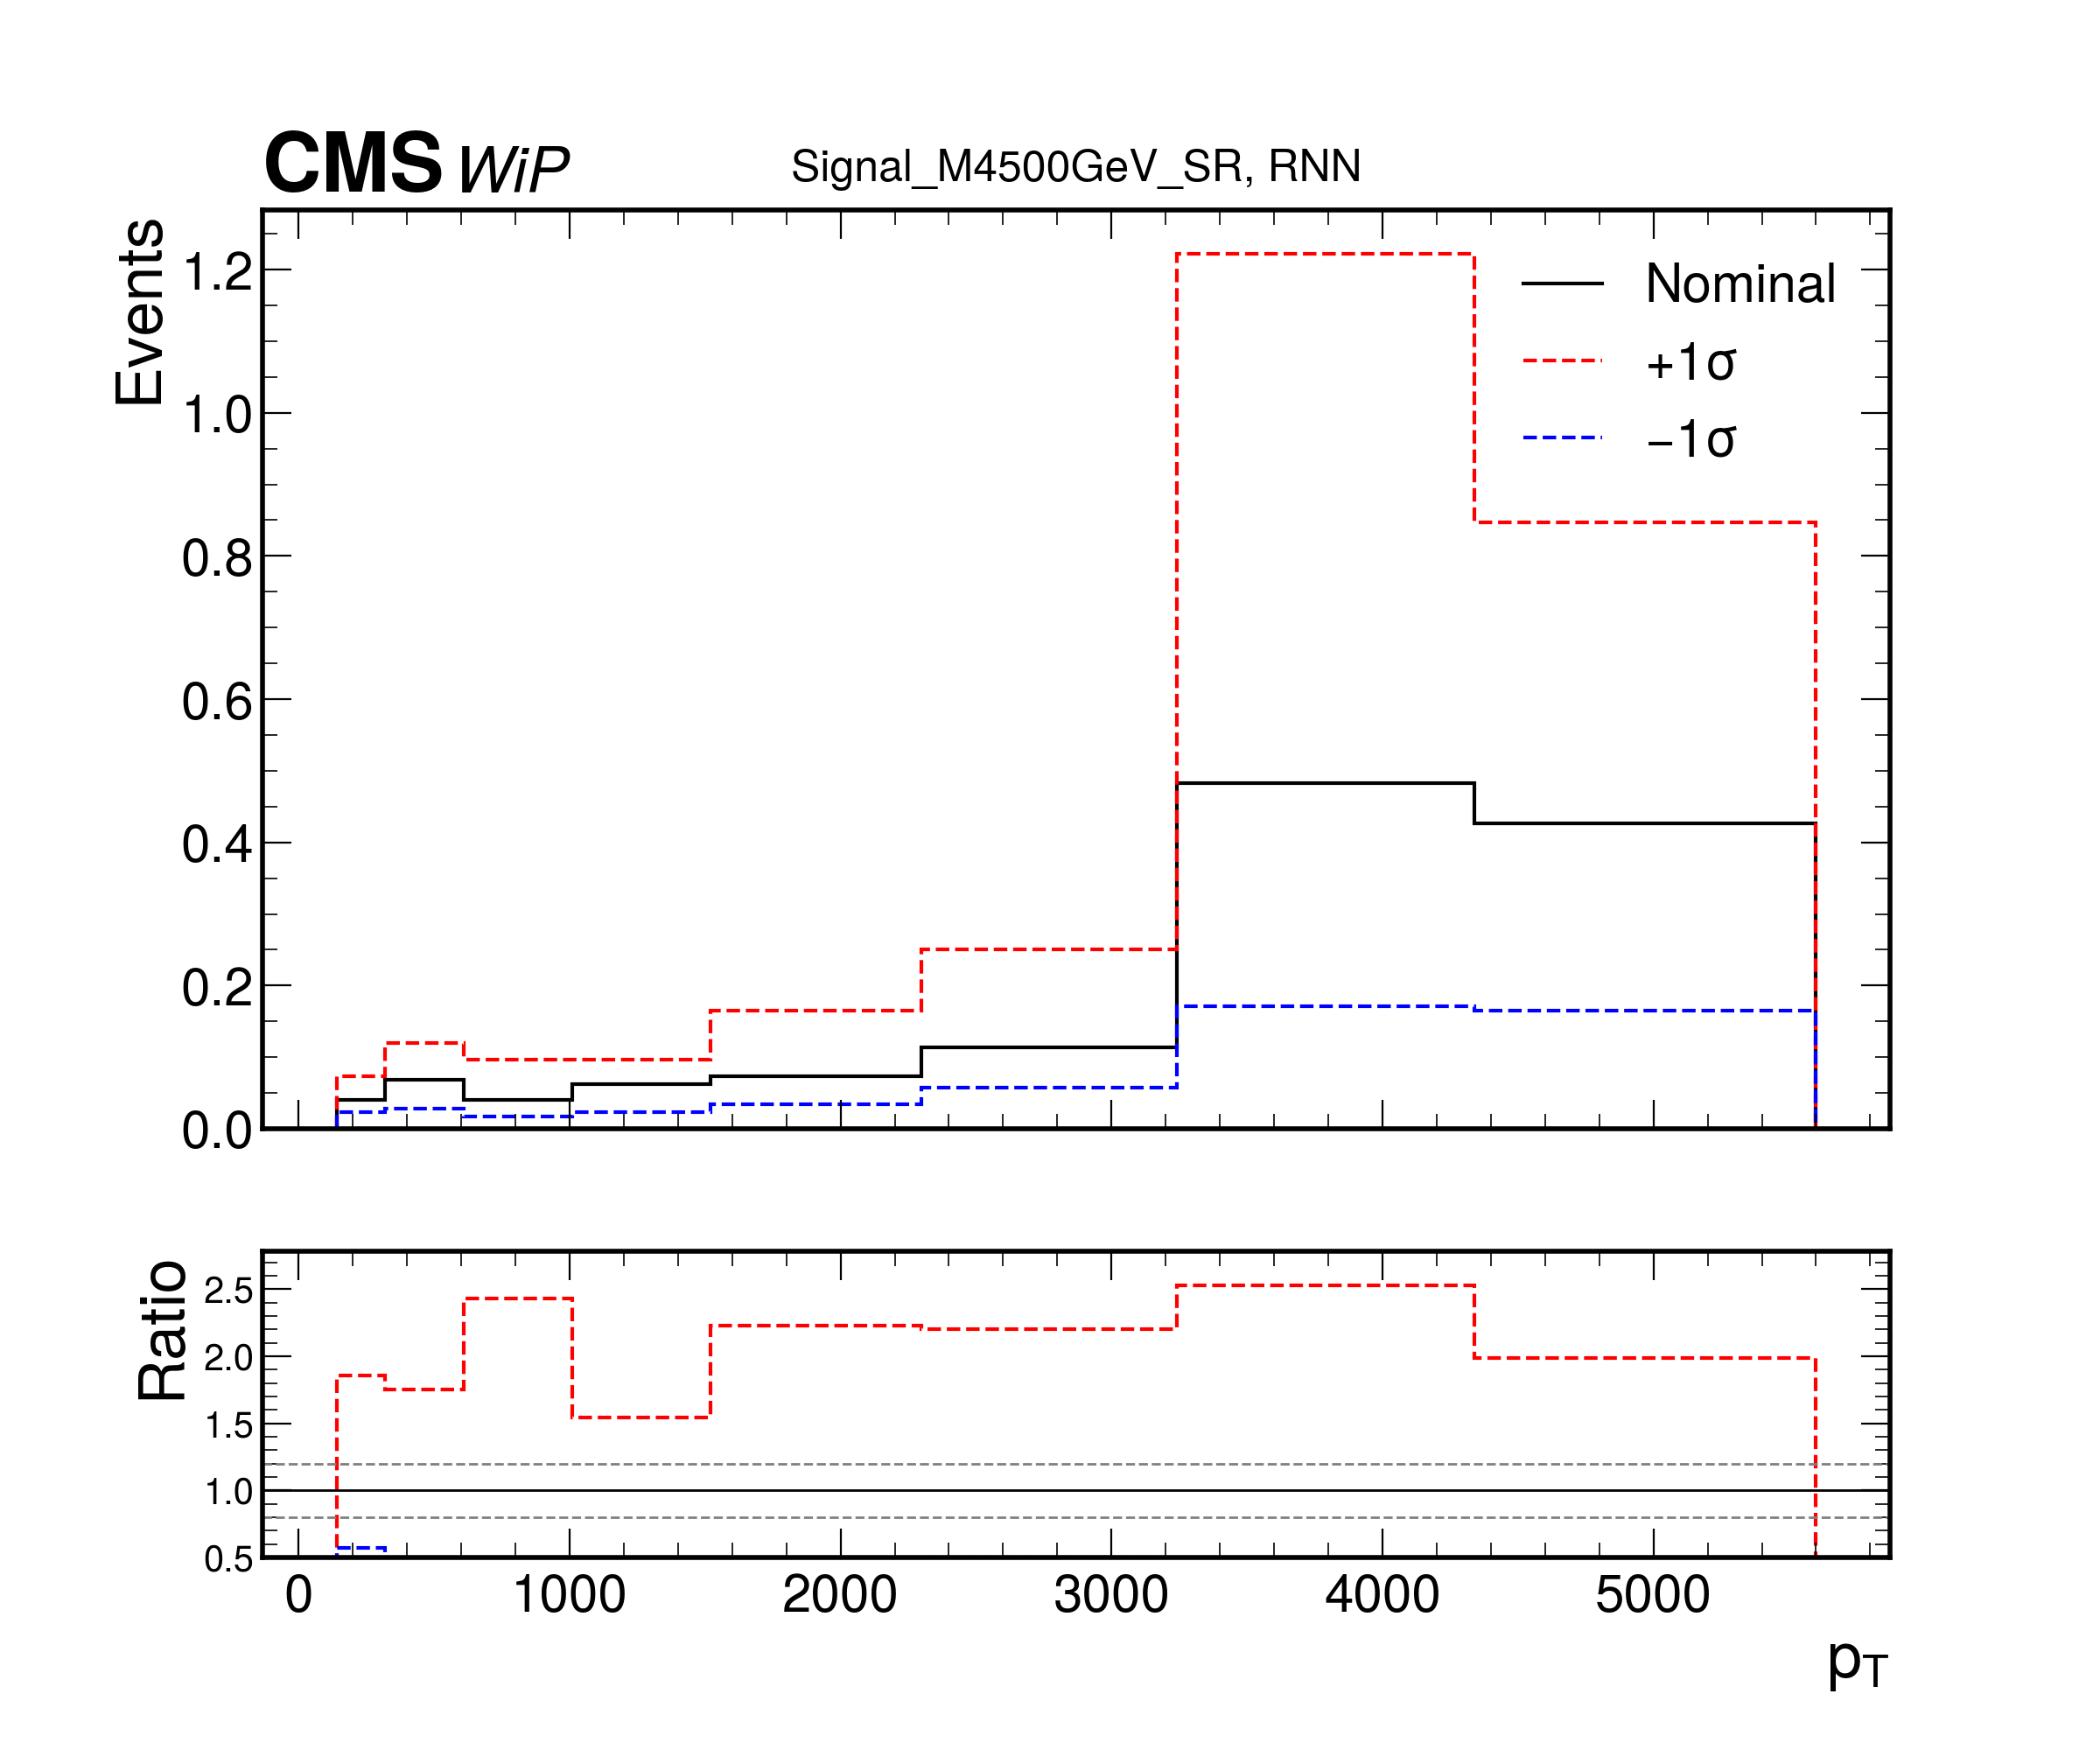 CMS WiP Signal_M4500GeV_SR, RNN
Events
1.2
1.0
0.8
0.6
0.4
0.2
0.0
Nominal
+1σ
−1σ
Ratio
2.5
2.0
1.5
1.0
0.5
0 1000 2000 3000 4000 5000
pT